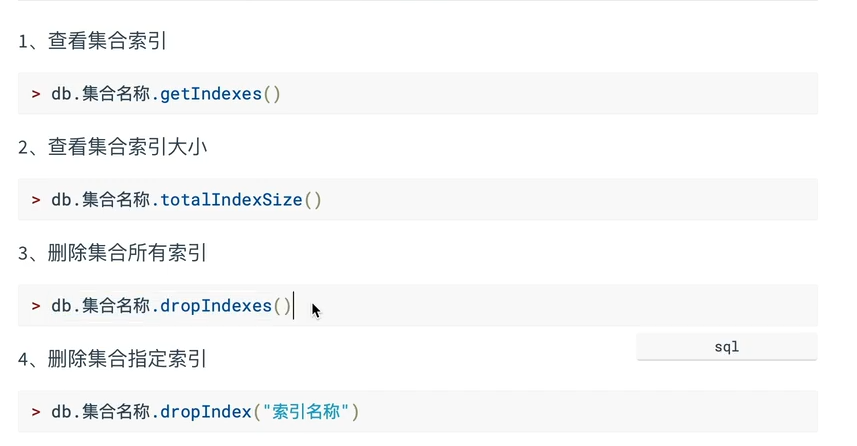 1、查看集合索引
> db.集合名称.getIndexes()
2、查看集合索引大小
> db.集合名称.totalIndexSize()
3、删除集合所有索引
> db.集合名称.dropIndexes()
sql
4、删除集合指定索引
> db.集合名称.dropIndex("索引名称")